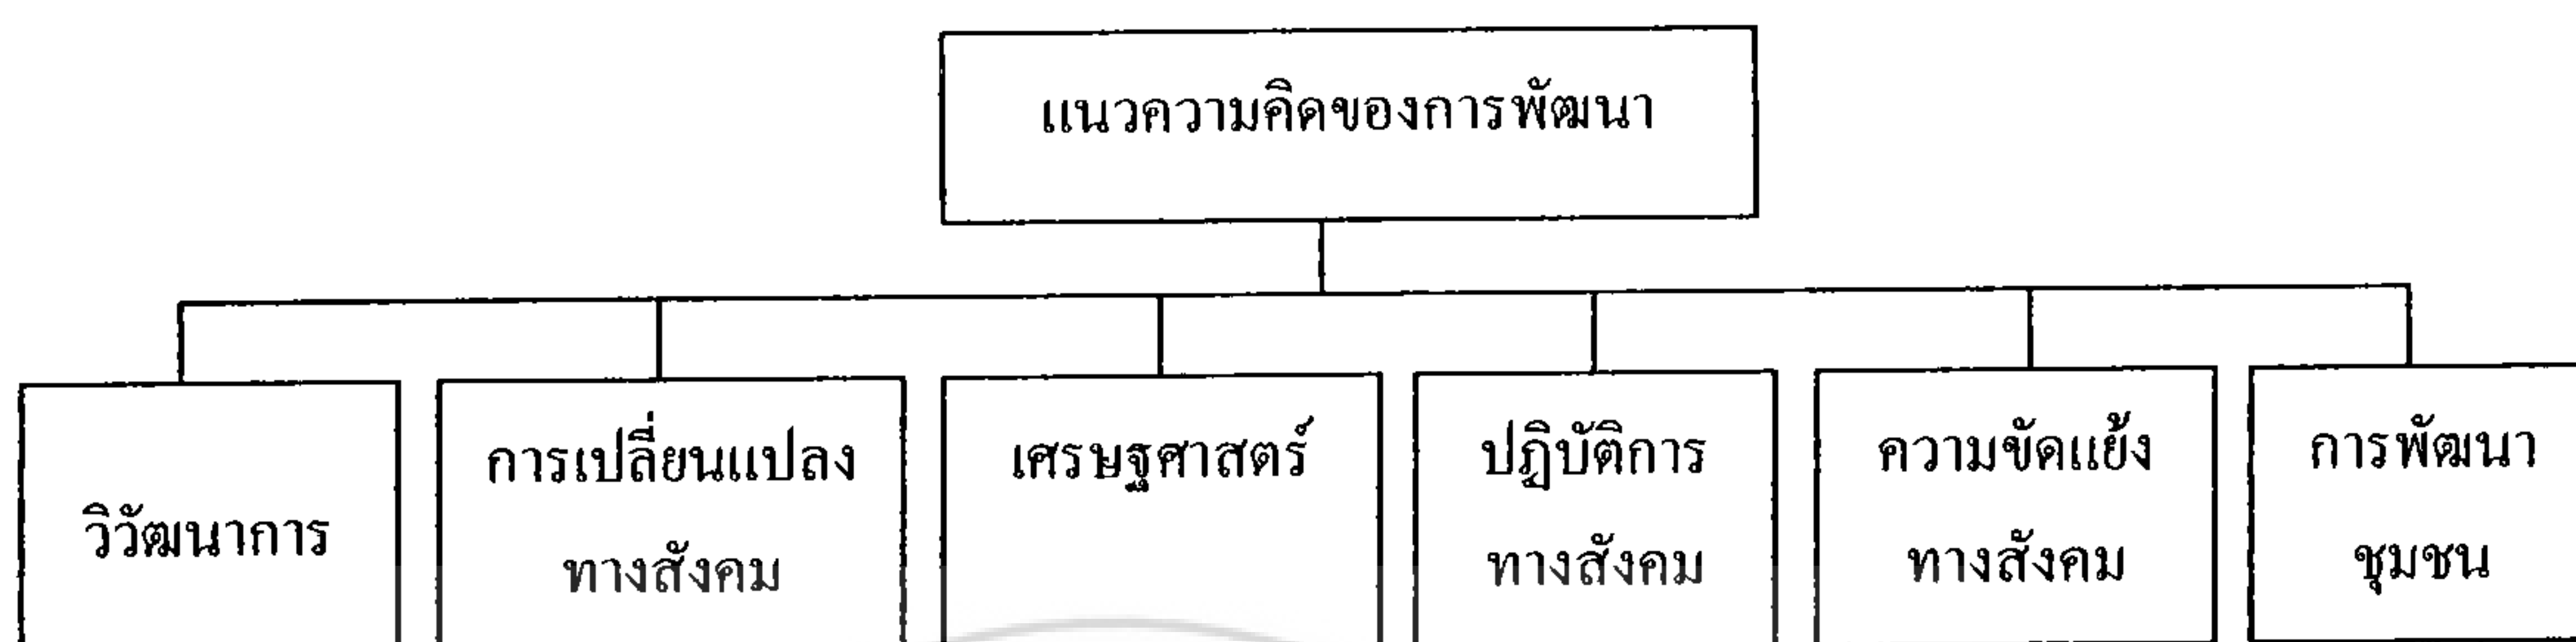 แนวความคิดของการพัฒนา
วิวัฒนาการ
การเปลี่ยนแปลง
ทางสังคม
เศรษฐศาสตร์
ปฏิบัติการ
ทางสังคม
ความขัดแย้ง
ทางสังคม
การพัฒนา
ชุมชน